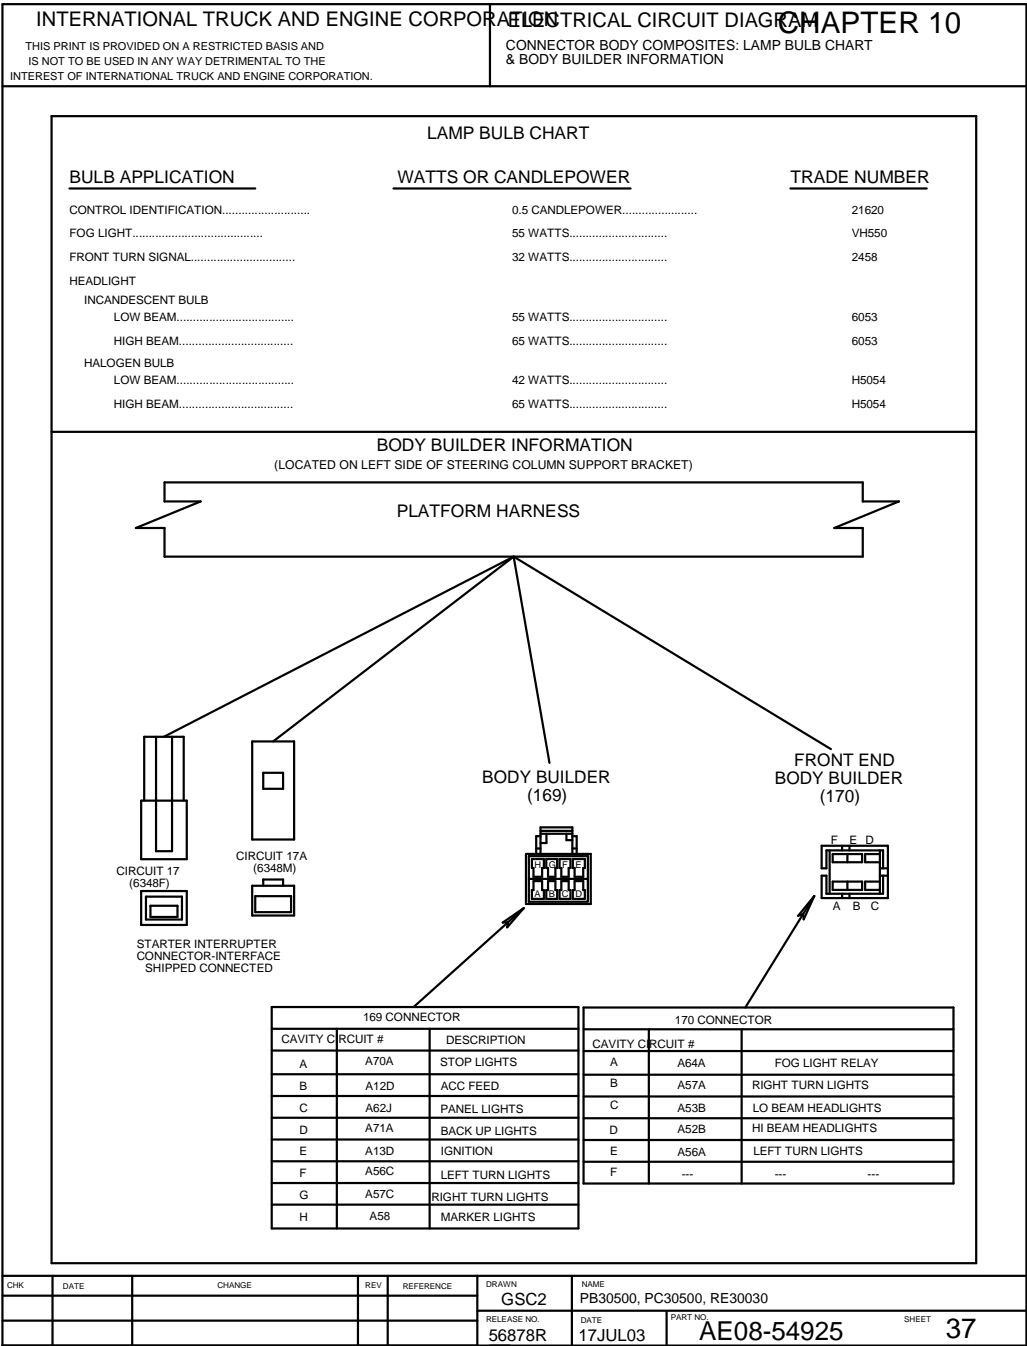 INTERNATIONAL TRUCK AND ENGINE CORPORATION
THIS PRINT IS PROVIDED ON A RESTRICTED BASIS AND
IS NOT TO BE USED IN ANY WAY DETRIMENTAL TO THE
INTEREST OF INTERNATIONAL TRUCK AND ENGINE CORPORATION.
ELECTRICAL CIRCUIT DIAGRAM
CHAPTER 10
CONNECTOR BODY COMPOSITES: LAMP BULB CHART
& BODY BUILDER INFORMATION
LAMP BULB CHART
BULB APPLICATION WATTS OR CANDLEPOWER TRADE NUMBER
CONTROL IDENTIFICATION........................... 0.5 CANDLEPOWER....................... 21620
FOG LIGHT........................................ 55 WATTS.............................. VH550
FRONT TURN SIGNAL................................ 32 WATTS.............................. 2458
HEADLIGHT
INCANDESCENT BULB
LOW BEAM.................................... 55 WATTS.............................. 6053
HIGH BEAM................................... 65 WATTS.............................. 6053
HALOGEN BULB
LOW BEAM.................................... 42 WATTS.............................. H5054
HIGH BEAM................................... 65 WATTS.............................. H5054
BODY BUILDER INFORMATION
(LOCATED ON LEFT SIDE OF STEERING COLUMN SUPPORT BRACKET)
PLATFORM HARNESS
CIRCUIT 17
(6348F)
CIRCUIT 17A
(6348M)
STARTER INTERRUPTER
CONNECTOR-INTERFACE
SHIPPED CONNECTED
BODY BUILDER
(169)
H G F E
A B C D
FRONT END
BODY BUILDER
(170)
F E D
A B C
169 CONNECTOR
CAVITY CIRCUIT # DESCRIPTION
A A70A STOP LIGHTS
B A12D ACC FEED
C A62J PANEL LIGHTS
D A71A BACK UP LIGHTS
E A13D IGNITION
F A56C LEFT TURN LIGHTS
G A57C RIGHT TURN LIGHTS
H A58 MARKER LIGHTS
170 CONNECTOR
CAVITY CIRCUIT #
A A64A FOG LIGHT RELAY
B A57A RIGHT TURN LIGHTS
C A53B LO BEAM HEADLIGHTS
D A52B HI BEAM HEADLIGHTS
E A56A LEFT TURN LIGHTS
F --- --- ---
CHK DATE CHANGE REV REFERENCE
DRAWN
GSC2
NAME
PB30500, PC30500, RE30030
RELEASE NO.
56878R
DATE
17JUL03
PART NO.
AE08-54925
SHEET 37